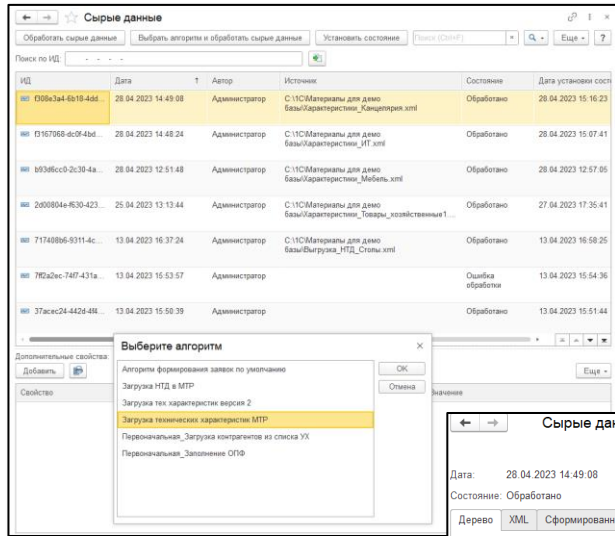 Сырые данные
Обработать сырые данные Выбрать алгоритм и обработать сырые данные Установить состояние Поиск (Ctrl+F) × Еще ?
Поиск по ИД: - - - -
ИД Дата ↑ Автор Источник Состояние Дата установки сост
f306e3a4-6b18-4dd... 28.04.2023 14:49:08 Администратор C:\1С\Материалы для демо Обработано 28.04.2023 15:16:23
базы\Характеристики_Канцелярия.xml
f3167068-dc0f-4bd... 28.04.2023 14:48:24 Администратор C:\1С\Материалы для демо Обработано 28.04.2023 15:07:41
базы\Характеристики_ИТ.xml
b93d6cc0-2c30-4a... 28.04.2023 12:51:48 Администратор C:\1С\Материалы для демо Обработано 28.04.2023 12:57:05
базы\Характеристики_Мебель.xml
2d00804e-f630-423... 25.04.2023 13:13:44 Администратор C:\1С\Материалы для демо Обработано 27.04.2023 17:35:41
базы\Характеристики_Товары_хозяйственные1...
717408b6-9311-4c... 13.04.2023 16:37:24 Администратор C:\1С\Материалы для демо Обработано 13.04.2023 16:58:25
базы\Выгрузка_НТД_Столы.xml
7ff2a2ec-74f7-431a... 13.04.2023 15:53:57 Администратор Ошибка 13.04.2023 15:54:36
обработки
37acec24-442d-4f4... 13.04.2023 15:50:39 Администратор Обработано 13.04.2023 15:51:44
Дополнительные свойства:
Добавить Еще
Свойство Значение
Выберите алгоритм ×
Алгоритм формирования заявок по умолчанию OK
Загрузка НТД в МТР Отмена
Загрузка тех характеристик версия 2
Загрузка технических характеристик МТР
Первоначальная_Загрузка контрагентов из списка УХ
Первоначальная_Заполнение ОПФ
Сырые дан
Дата: 28.04.2023 14:49:08
Состояние: Обработано
Дерево XML Сформированн